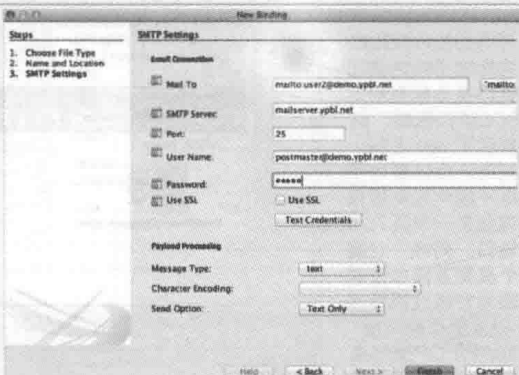 New Binding
Steps
1. Choose File Type
2. Name and Location
3. SMTP Settings
SMTP Settings
Email Connection
Mail To
mailto:user2@demo.ypbl.net
"mailto:
SMTP Server:
mailserver.ypbl.net
Port:
25
User Name:
postmaster@demo.ypbl.net
Password:
•••••
Use SSL
Use SSL
Test Credentials
Payload Processing
Message Type:
text
Character Encoding:
Send Option:
Text Only
Help
< Back
Next >
Finish
Cancel